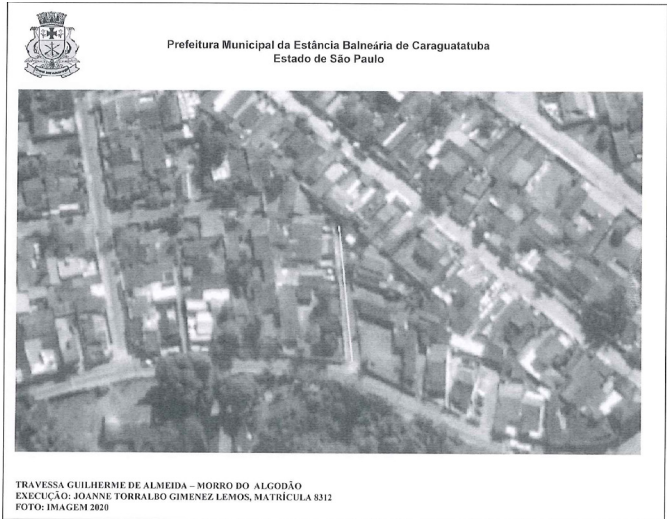 Prefeitura Municipal da Estância Balneária de Caraguatatuba
Estado de São Paulo
TRAVESSA GUILHERME DE ALMEIDA – MORRO DO ALGODÃO
EXECUÇÃO: JOANNE TORRALBO GIMENEZ LEMOS, MATRÍCULA 8312
FOTO: IMAGEM 2020